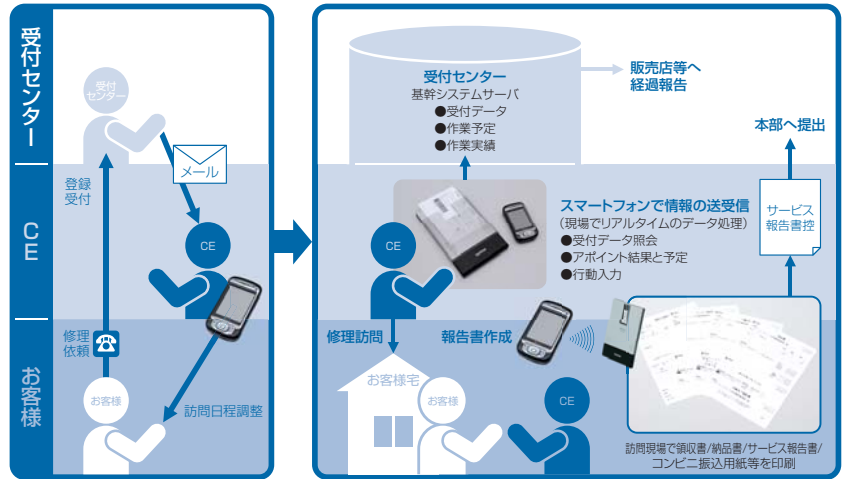 受付センター
CE
お客様
受付
センター
メール
登録
受付
CE
修理
依頼
お客様
訪問日程調整
受付センター
基幹システムサーバ
●受付データ
●作業予定
●作業実績
販売店等へ
経過報告
本部へ提出
スマートフォンで情報の送受信
(現場でリアルタイムのデータ処理)
●受付データ照会
●アポイント結果と予定
●行動入力
サービス
報告書控
CE
修理訪問
報告書作成
お客様宅
お客様
CE
訪問現場で領収書/納品書/サービス報告書/
コンビニ振込用紙等を印刷